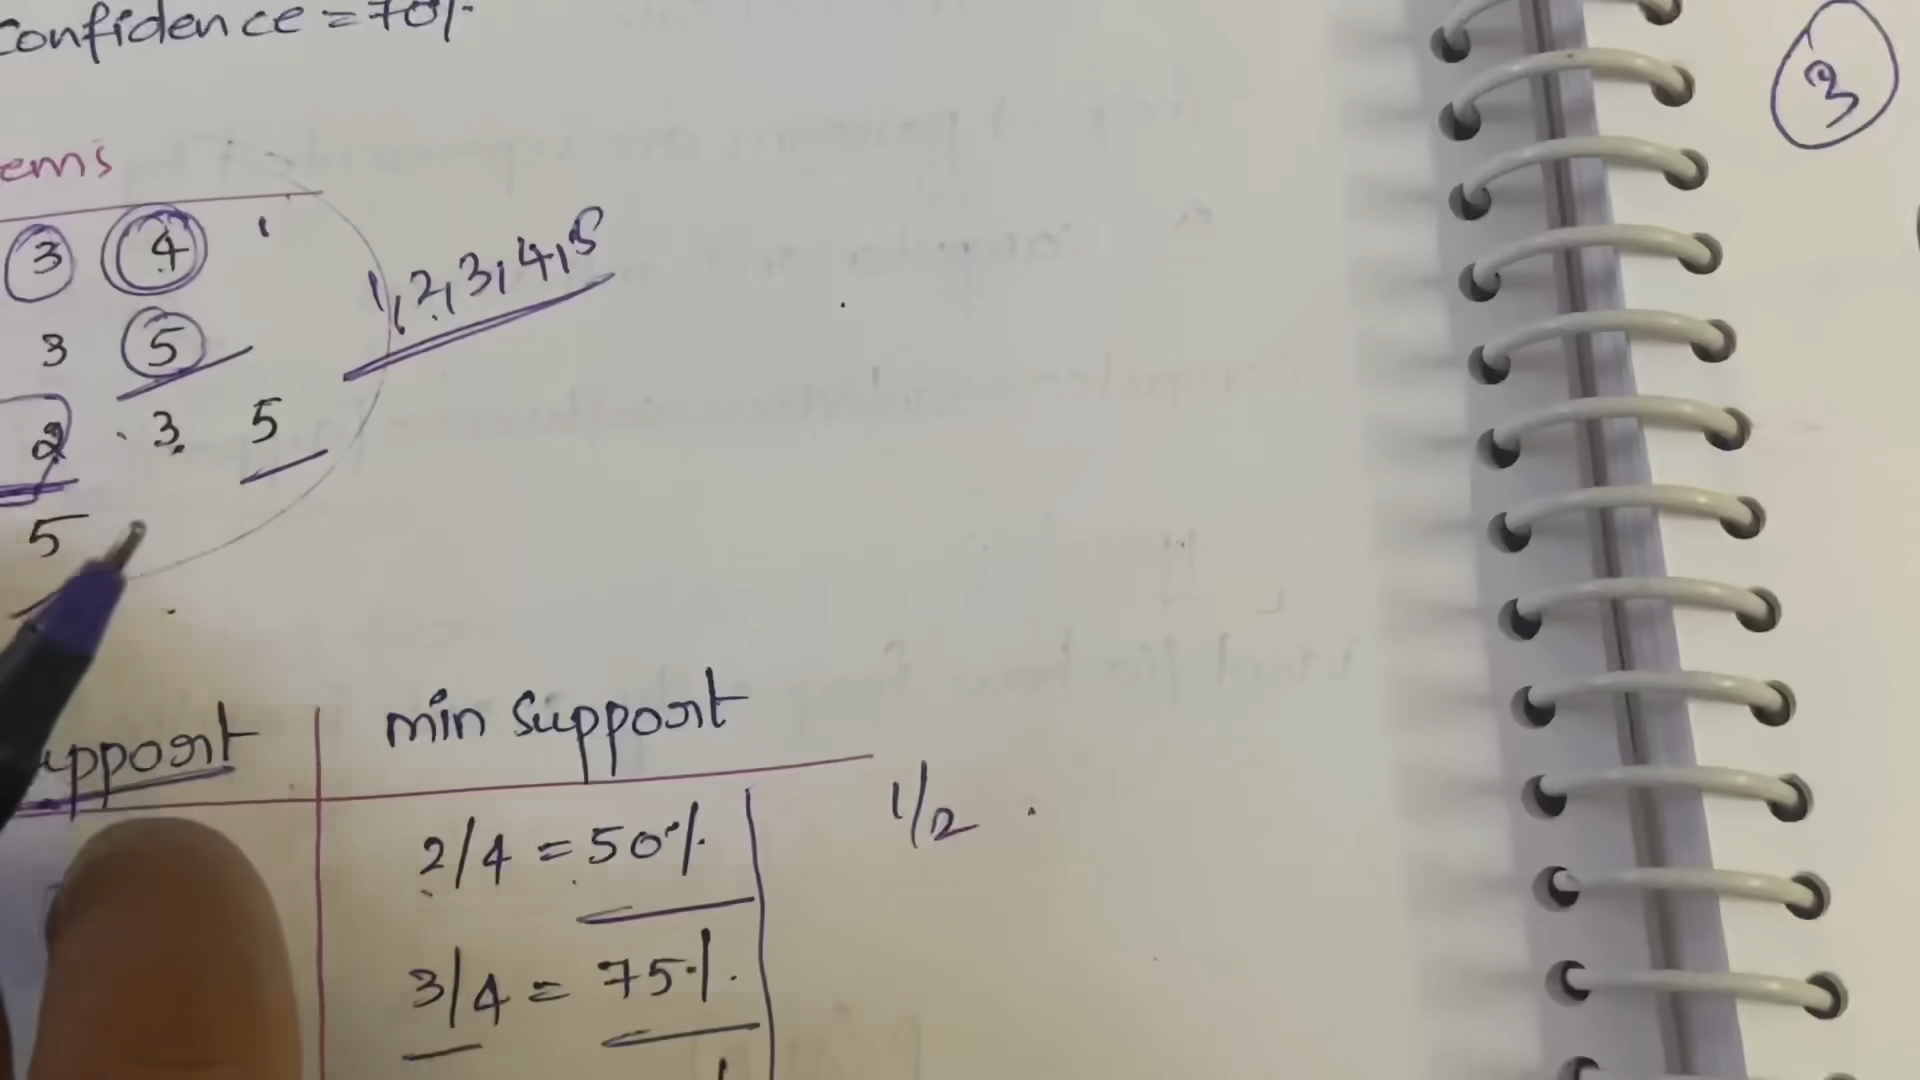 Confidence = 70%
3
ems
3 4
1,2,3,4,5
3 5
2 3 5
5
upport min support
2/4 = 50% 1/2
3/4 = 75%